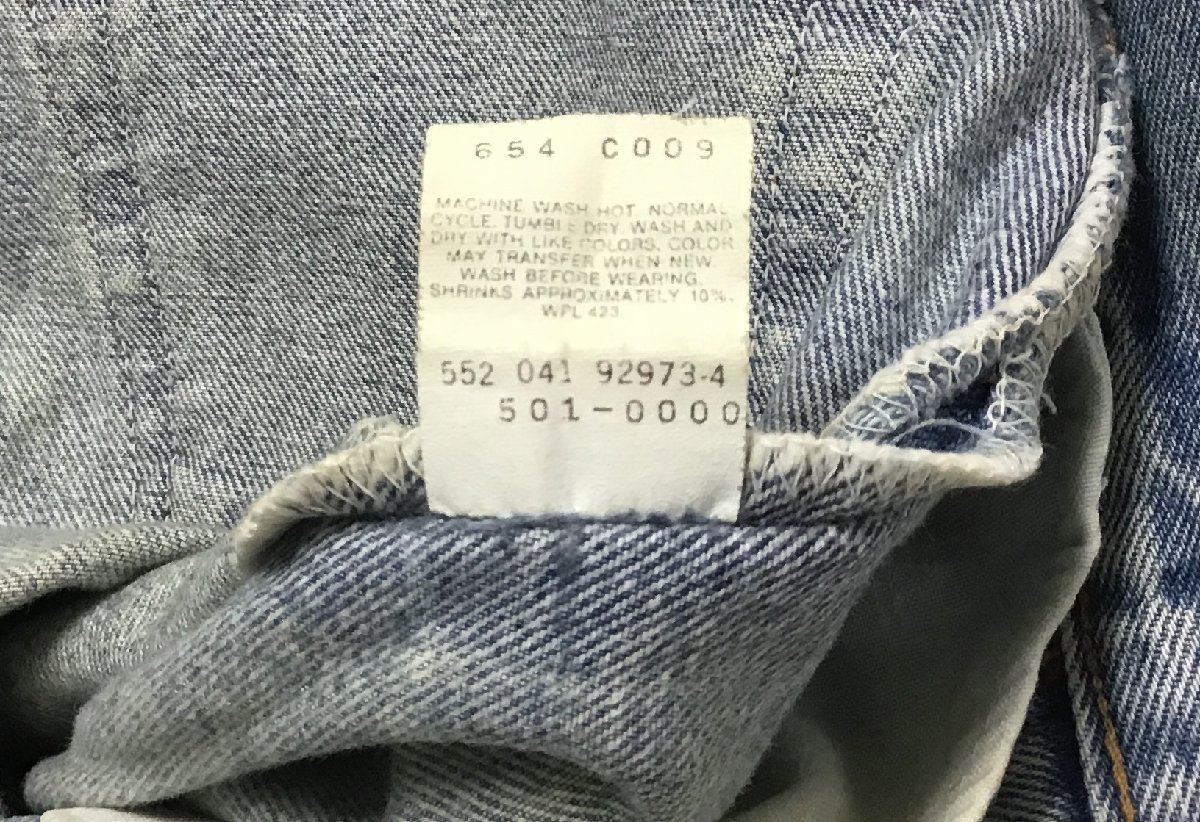 654 C009
MACHINE WASH HOT, NORMAL
CYCLE, TUMBLE DRY WASH AND
DRY WITH LIKE COLORS, COLOR
MAY TRANSFER WHEN NEW.
WASH BEFORE WEARING.
SHRINKS APPROXIMATELY 10%.
WPL 423
552 041 92973-4
501-0000